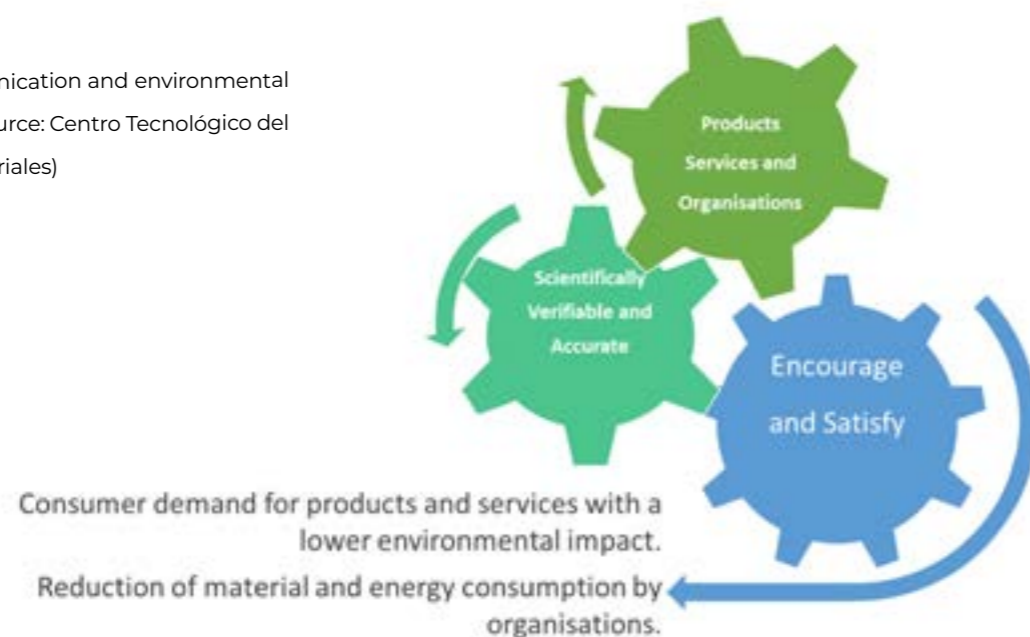 nication and environmental
urce: Centro Tecnológico del
riales)
Products
Services and
Organisations
Scientifically
Verifiable and
Accurate
Encourage
and Satisfy
Consumer demand for products and services with a
lower environmental impact.
Reduction of material and energy consumption by
organisations.